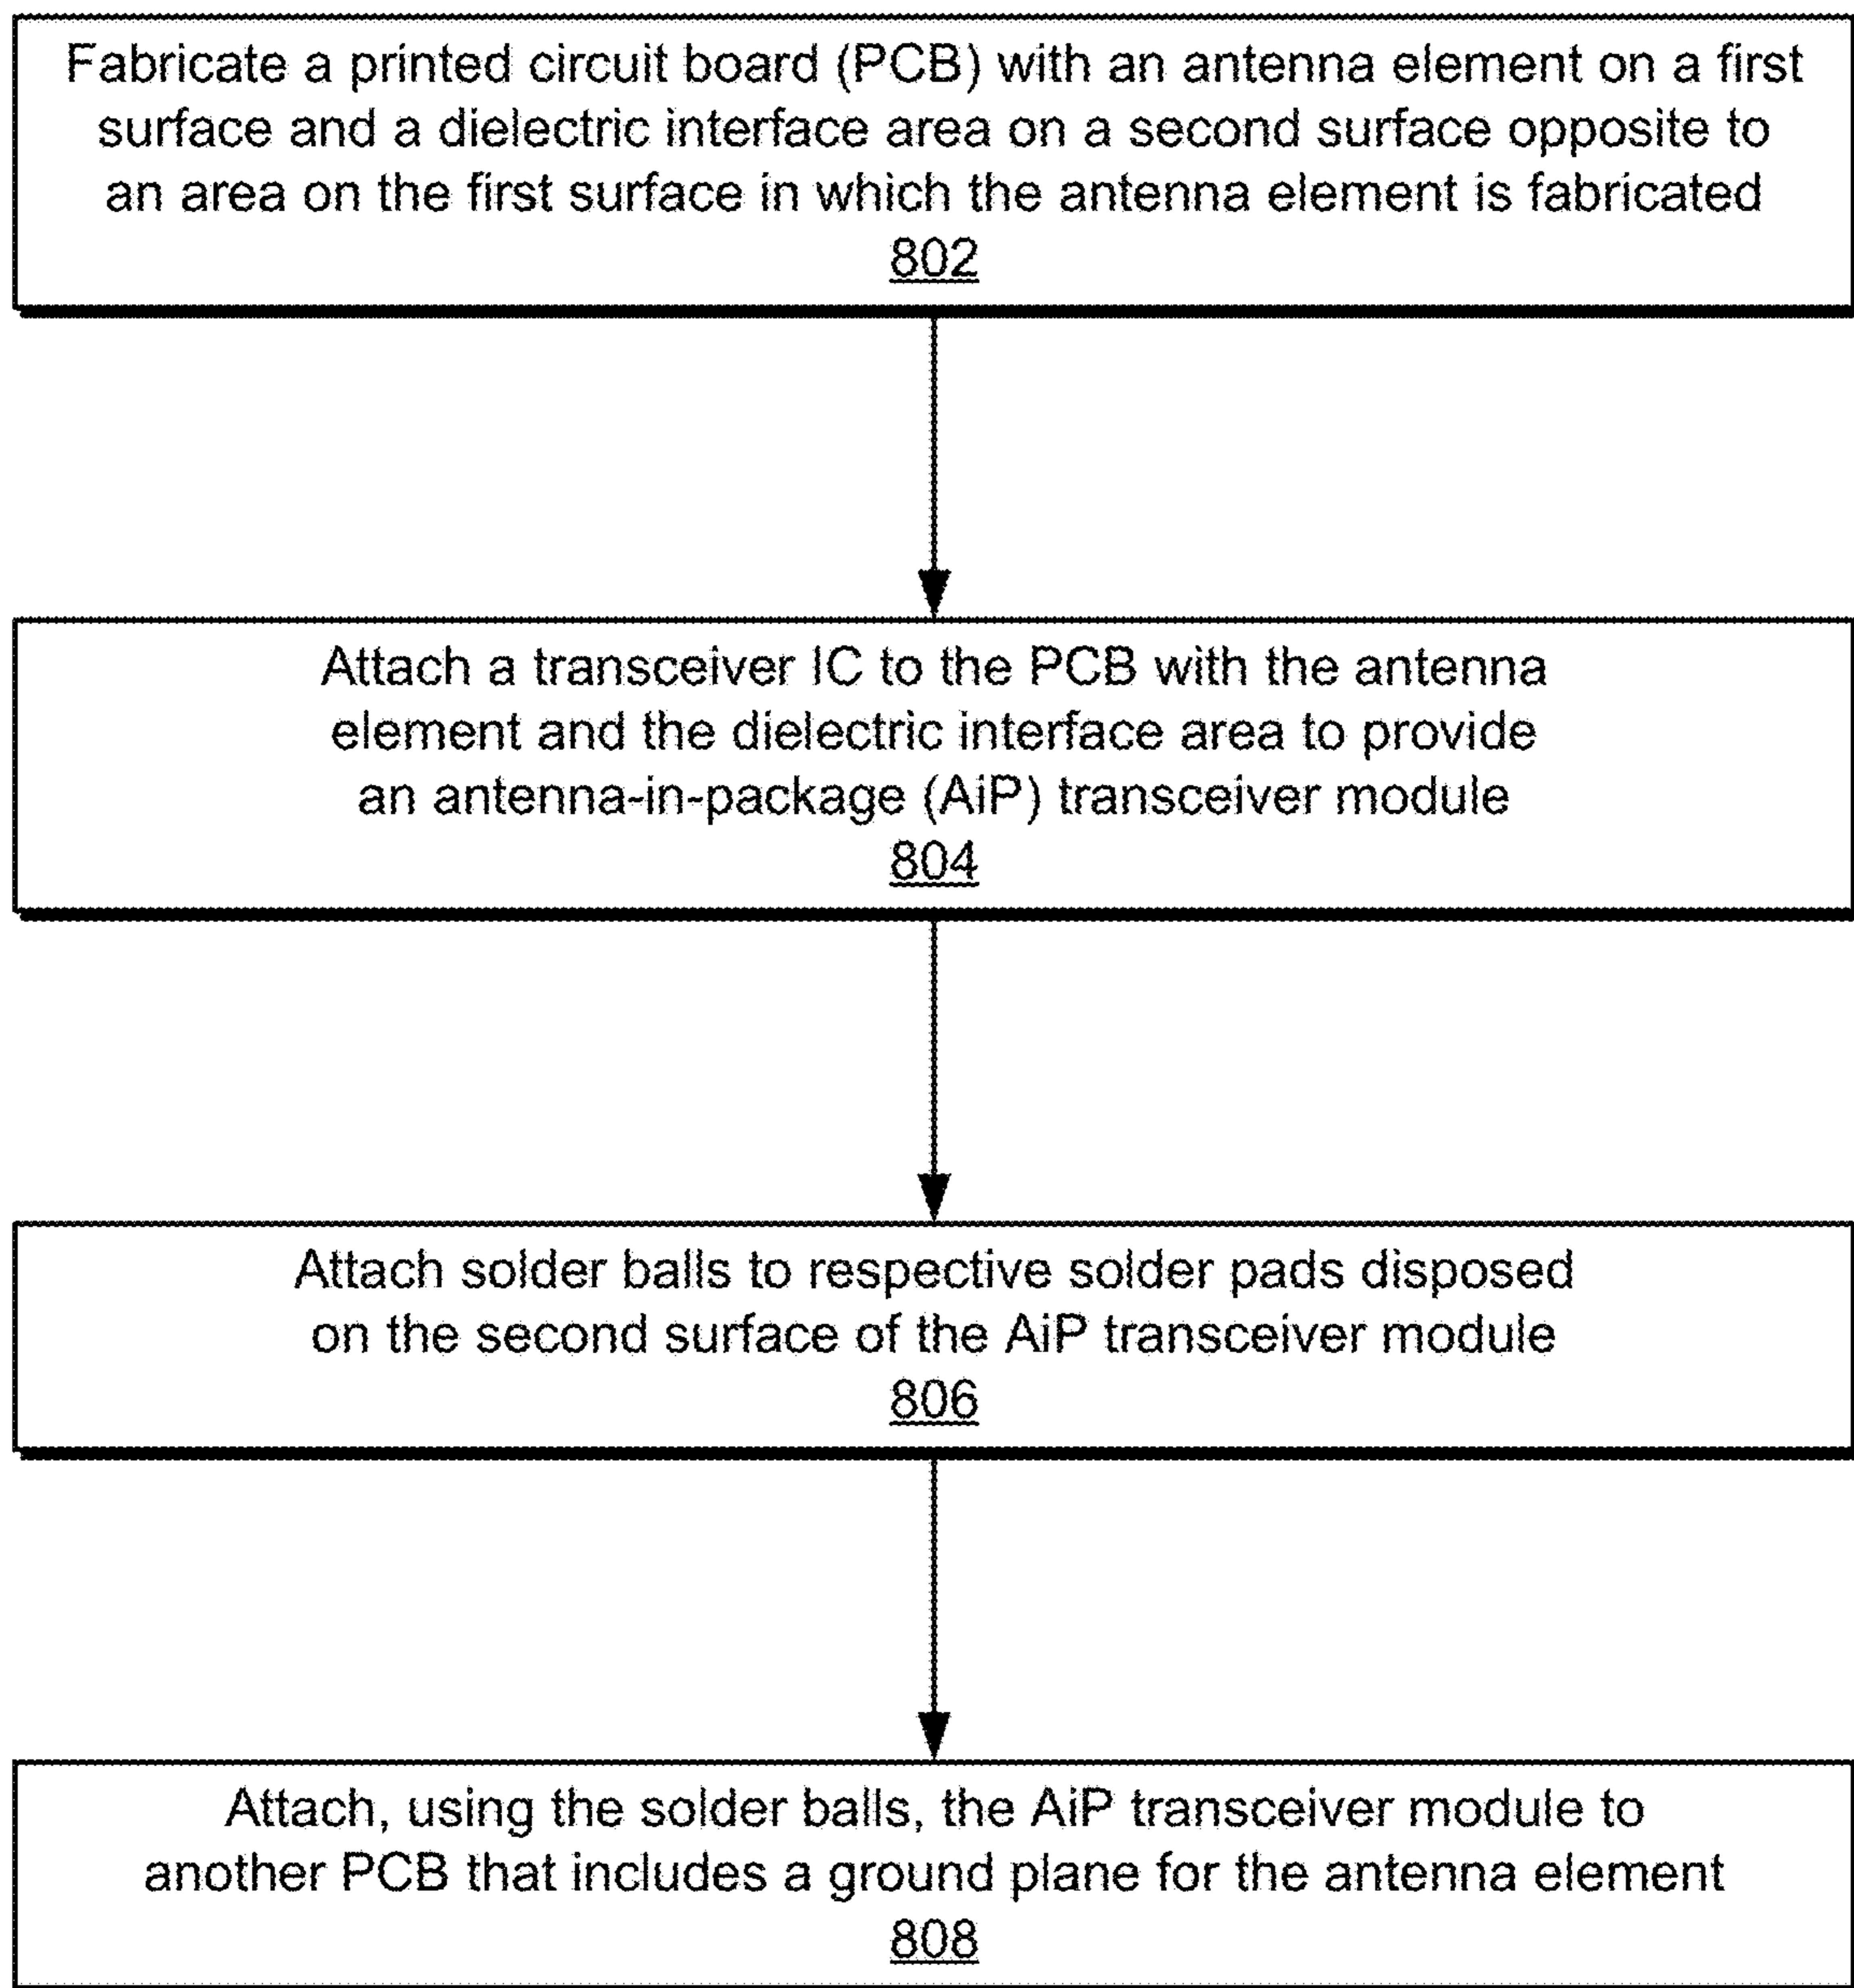 Fabricate a printed circuit board (PCB) with an antenna element on a first
surface and a dielectric interface area on a second surface opposite to
an area on the first surface in which the antenna element is fabricated
802
Attach a transceiver IC to the PCB with the antenna
element and the dielectric interface area to provide
an antenna-in-package (AiP) transceiver module
804
Attach solder balls to respective solder pads disposed
on the second surface of the AiP transceiver module
806
Attach, using the solder balls, the AiP transceiver module to
another PCB that includes a ground plane for the antenna element
808